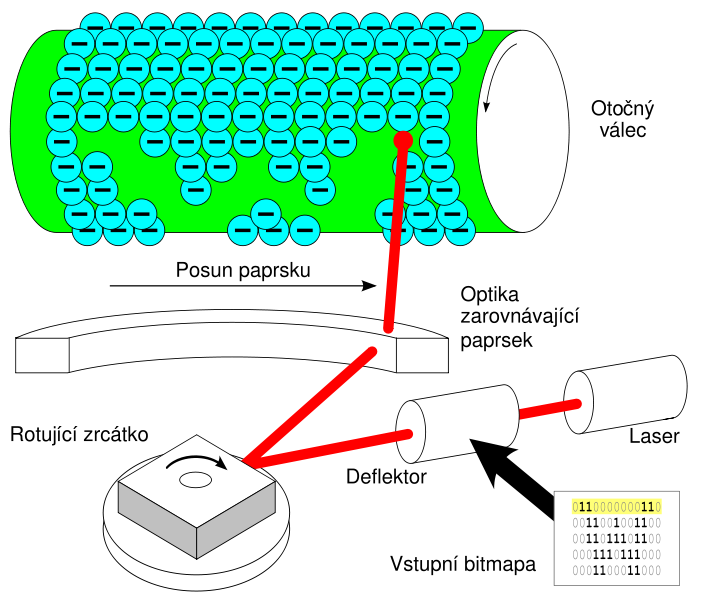 Otočný
válec
Posun paprsku
Optika
zarovnávající
paprsek
Rotující zrcátko
Laser
Deflektor
Vstupní bitmapa
0110000000110
0011001001100
0011011101100
0001110111000
0001100011000